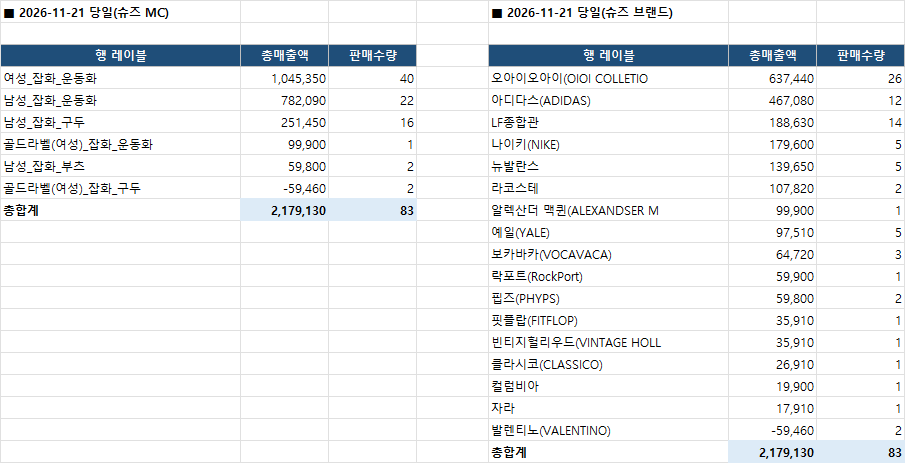 ■ 2026-11-21 당일(슈즈 MC)
행 레이블 총매출액 판매수량
여성_잡화_운동화 1,045,350 40
남성_잡화_운동화 782,090 22
남성_잡화_구두 251,450 16
골드라벨(여성)_잡화_운동화 99,900 1
남성_잡화_부츠 59,800 2
골드라벨(여성)_잡화_구두 -59,460 2
총합계 2,179,130 83
■ 2026-11-21 당일(슈즈 브랜드)
행 레이블 총매출액 판매수량
오아이오아이(OIOI COLLETIO 637,440 26
아디다스(ADIDAS) 467,080 12
LF종합관 188,630 14
나이키(NIKE) 179,600 5
뉴발란스 139,650 5
라코스테 107,820 2
알렉산더 맥퀸(ALEXANDSER M 99,900 1
예일(YALE) 97,510 5
보카바카(VOCAVACA) 64,720 3
락포트(RockPort) 59,900 1
핍즈(PHYPS) 59,800 2
핏플랍(FITFLOP) 35,910 1
빈티지헐리우드(VINTAGE HOLL 35,910 1
클라시코(CLASSICO) 26,910 1
컬럼비아 19,900 1
자라 17,910 1
발렌티노(VALENTINO) -59,460 2
총합계 2,179,130 83